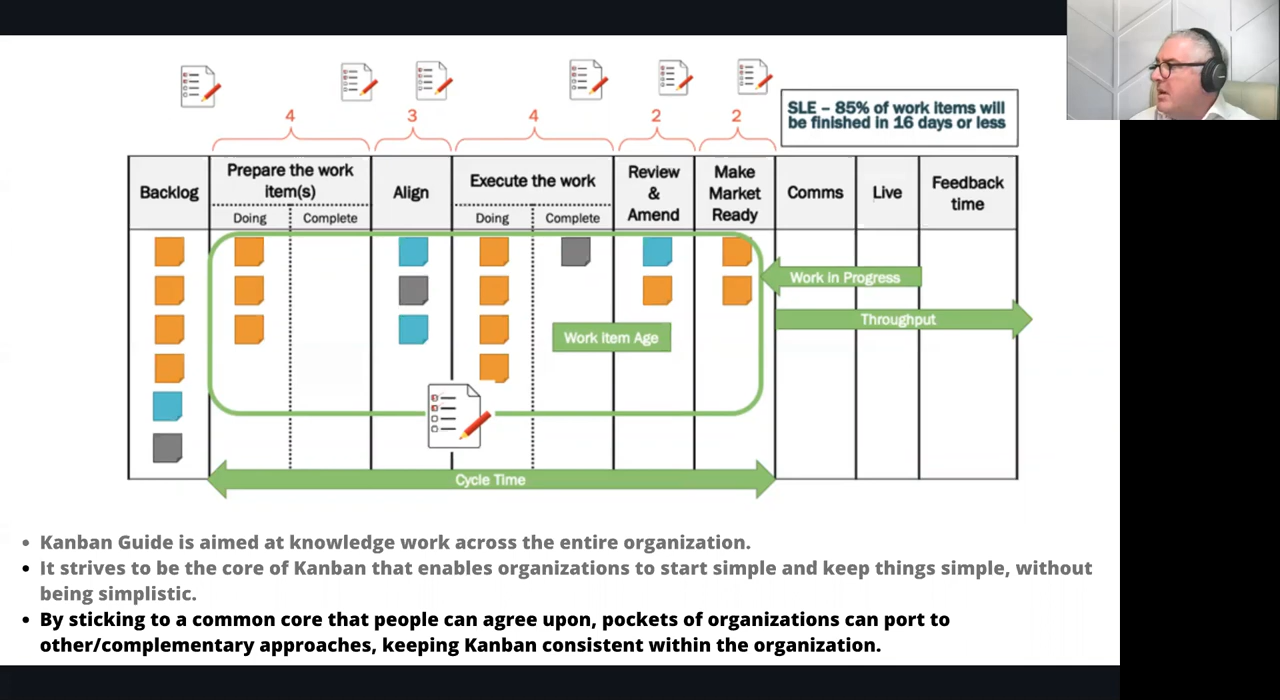 4
3
4
2
2
SLE – 85% of work items will
be finished in 16 days or less
Backlog
Prepare the work
item(s)
Doing
Complete
Align
Execute the work
Doing
Complete
Review
&
Amend
Make
Market
Ready
Comms
Live
Feedback
time
Work in Progress
Throughput
Work Item Age
Cycle Time
• Kanban Guide is aimed at knowledge work across the entire organization.
• It strives to be the core of Kanban that enables organizations to start simple and keep things simple, without
being simplistic.
• By sticking to a common core that people can agree upon, pockets of organizations can port to
other/complementary approaches, keeping Kanban consistent within the organization.